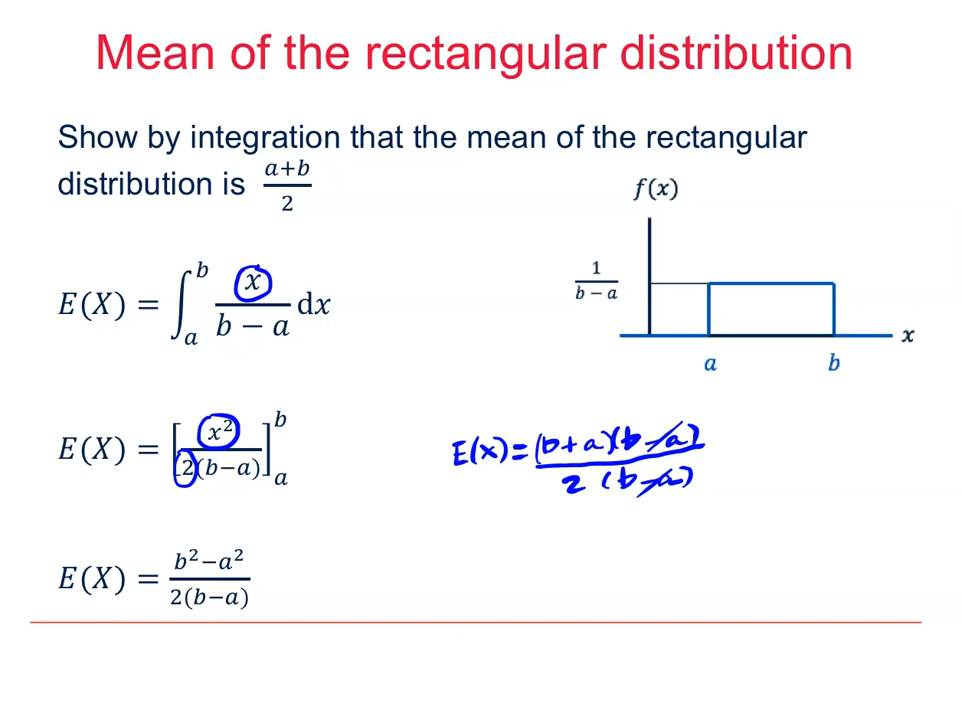 Mean of the rectangular distribution
Show by integration that the mean of the rectangular
distribution is (a+b)/2
f(x)
1/(b − a)
x
a b
E(X) = ∫_a^b x/(b − a) dx
E(X) = [x²/(2(b−a))]_a^b
E(x) = (b+a)(b−a)/(2(b−a))
E(X) = (b²−a²)/(2(b−a))